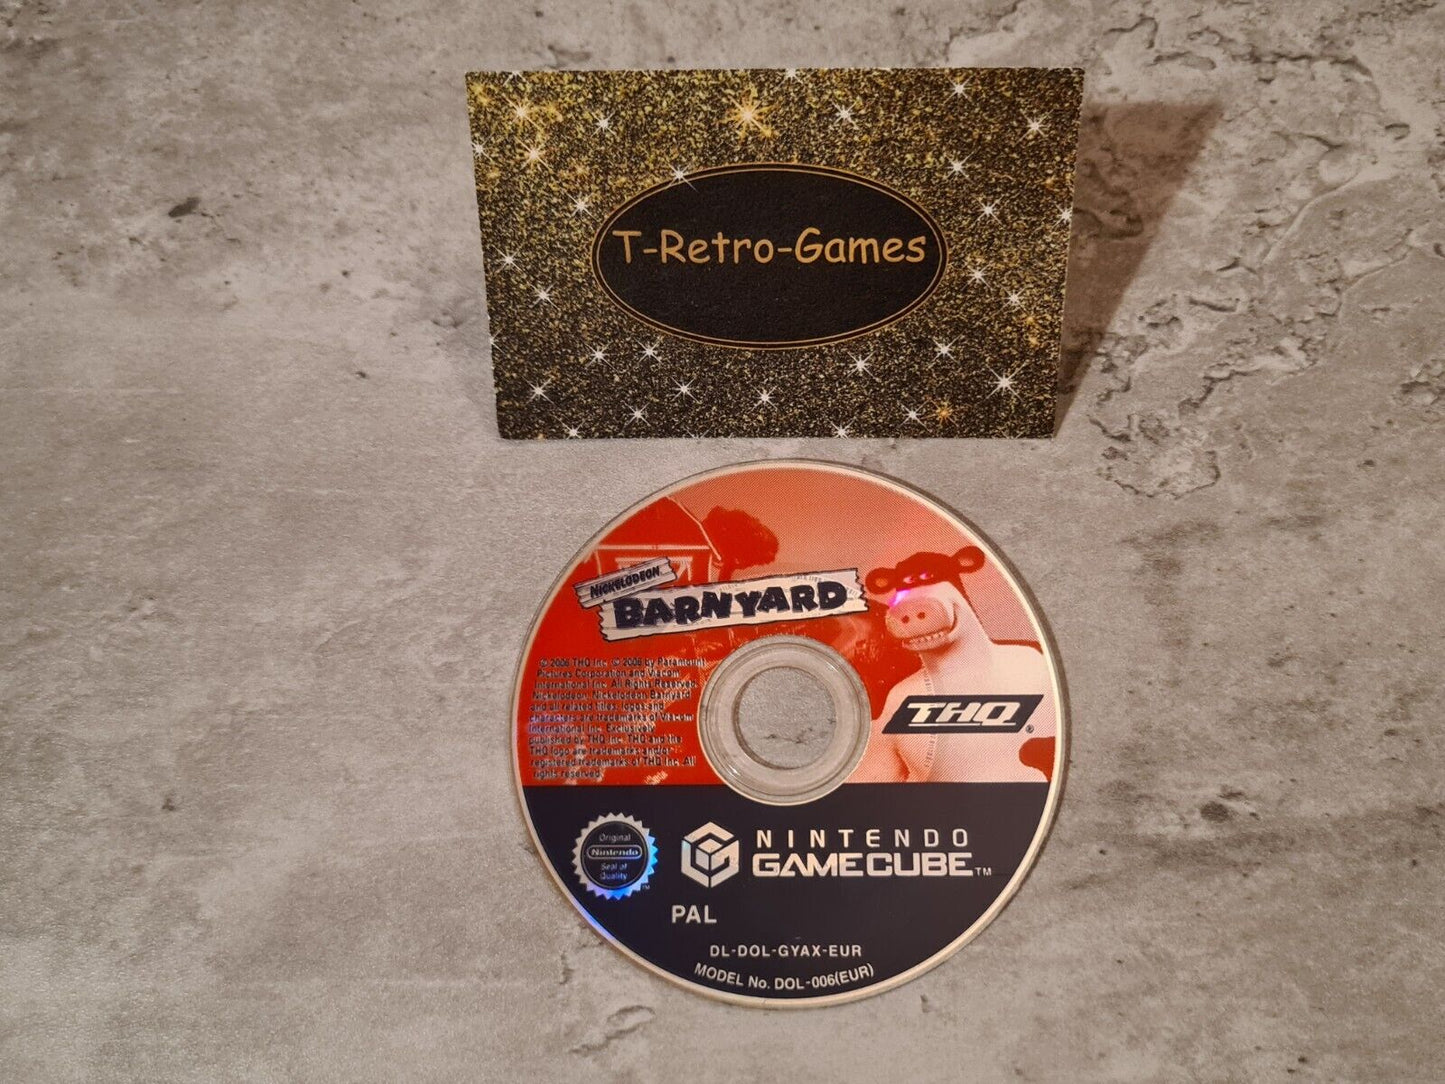 T-Retro-Games
NICKELODEON
BARNYARD
© 2006 THQ Inc. © 2006 by Paramount
Pictures Corporation and Viacom
International Inc. All Rights Reserved.
Nickelodeon, Nickelodeon Barnyard
and all related titles, logos and
characters are trademarks of Viacom
International Inc. Exclusively
published by THQ Inc. THQ and the
THQ logo are trademarks and/or
registered trademarks of THQ Inc. All
rights reserved.
THQ®
Original
Nintendo
Seal of
Quality
TM
NINTENDO
GAMECUBE TM
PAL
DL-DOL-GYAX-EUR
MODEL No. DOL-006(EUR)